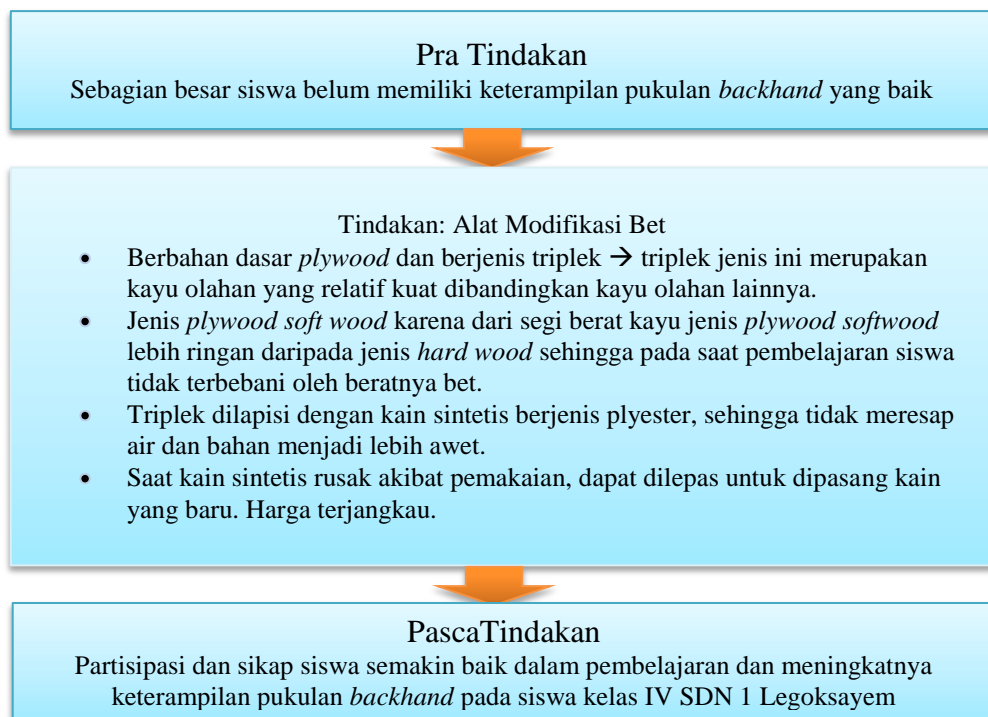 Pra Tindakan
Sebagian besar siswa belum memiliki keterampilan pukulan backhand yang baik
Tindakan: Alat Modifikasi Bet
• Berbahan dasar plywood dan berjenis triplek → triplek jenis ini merupakan
kayu olahan yang relatif kuat dibandingkan kayu olahan lainnya.
• Jenis plywood soft wood karena dari segi berat kayu jenis plywood softwood
lebih ringan daripada jenis hard wood sehingga pada saat pembelajaran siswa
tidak terbebani oleh beratnya bet.
• Triplek dilapisi dengan kain sintetis berjenis plyester, sehingga tidak meresap
air dan bahan menjadi lebih awet.
• Saat kain sintetis rusak akibat pemakaian, dapat dilepas untuk dipasang kain
yang baru. Harga terjangkau.
PascaTindakan
Partisipasi dan sikap siswa semakin baik dalam pembelajaran dan meningkatnya
keterampilan pukulan backhand pada siswa kelas IV SDN 1 Legoksayem